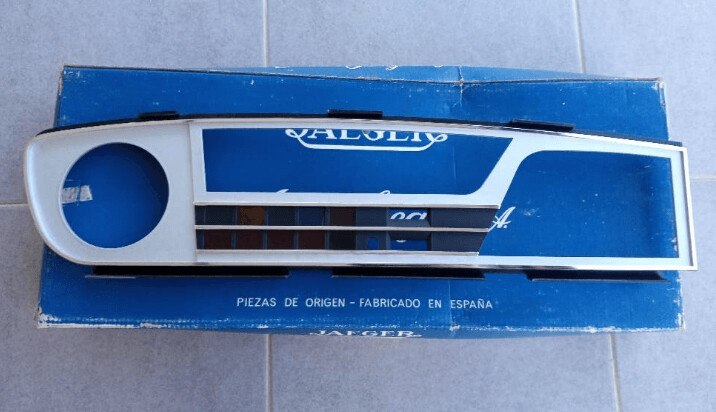 JAEGER
A.
PIEZAS DE ORIGEN - FABRICADO EN ESPAÑA
JAEGER